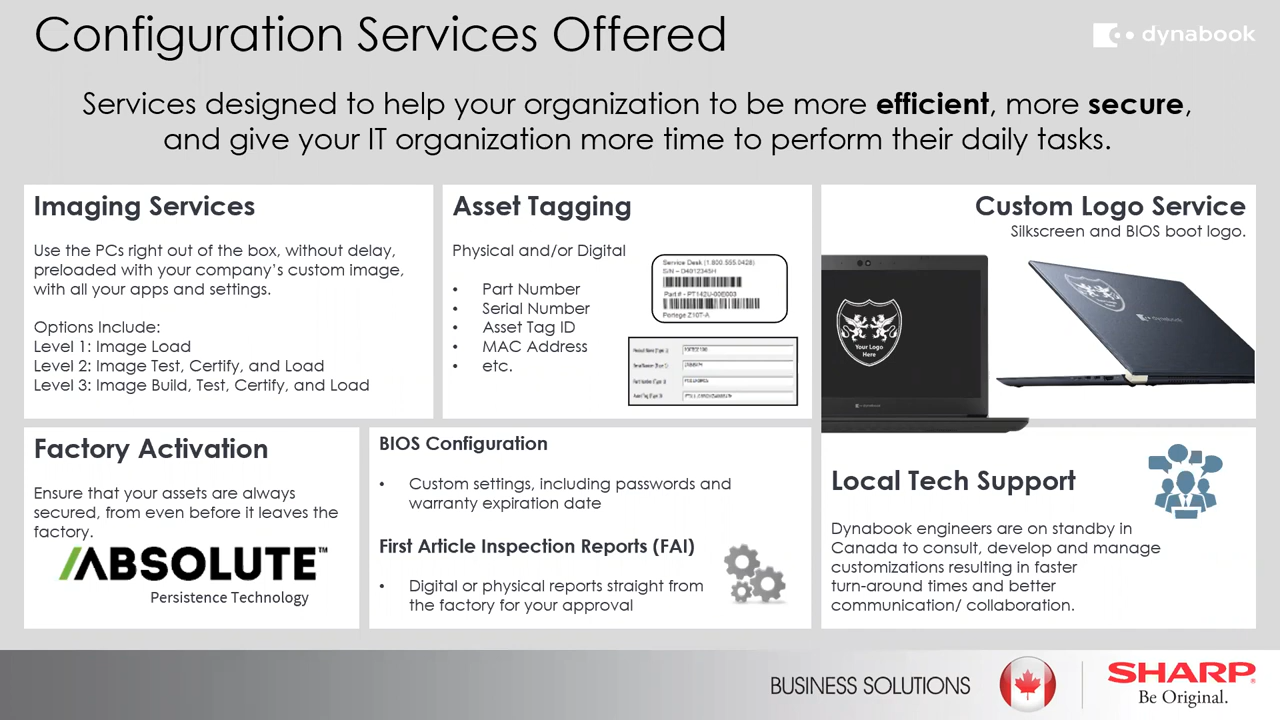 Configuration Services Offered
dynabook
Services designed to help your organization to be more efficient, more secure,
and give your IT organization more time to perform their daily tasks.
Imaging Services
Use the PCs right out of the box, without delay,
preloaded with your company's custom image,
with all your apps and settings.
Options Include:
Level 1: Image Load
Level 2: Image Test, Certify, and Load
Level 3: Image Build, Test, Certify, and Load
Asset Tagging
Physical and/or Digital
• Part Number
• Serial Number
• Asset Tag ID
• MAC Address
• etc.
Service Desk (1.800.555.0428)
Part # - PT142U-00E003
Portege Z10T-A
Custom Logo Service
Silkscreen and BIOS boot logo.
Your Logo
Here
dynabook
Factory Activation
Ensure that your assets are always
secured, from even before it leaves the
factory.
ABSOLUTE™
Persistence Technology
BIOS Configuration
• Custom settings, including passwords and
warranty expiration date
First Article Inspection Reports (FAI)
• Digital or physical reports straight from
the factory for your approval
Local Tech Support
Dynabook engineers are on standby in
Canada to consult, develop and manage
customizations resulting in faster
turn-around times and better
communication/ collaboration.
BUSINESS SOLUTIONS
SHARP®
Be Original.